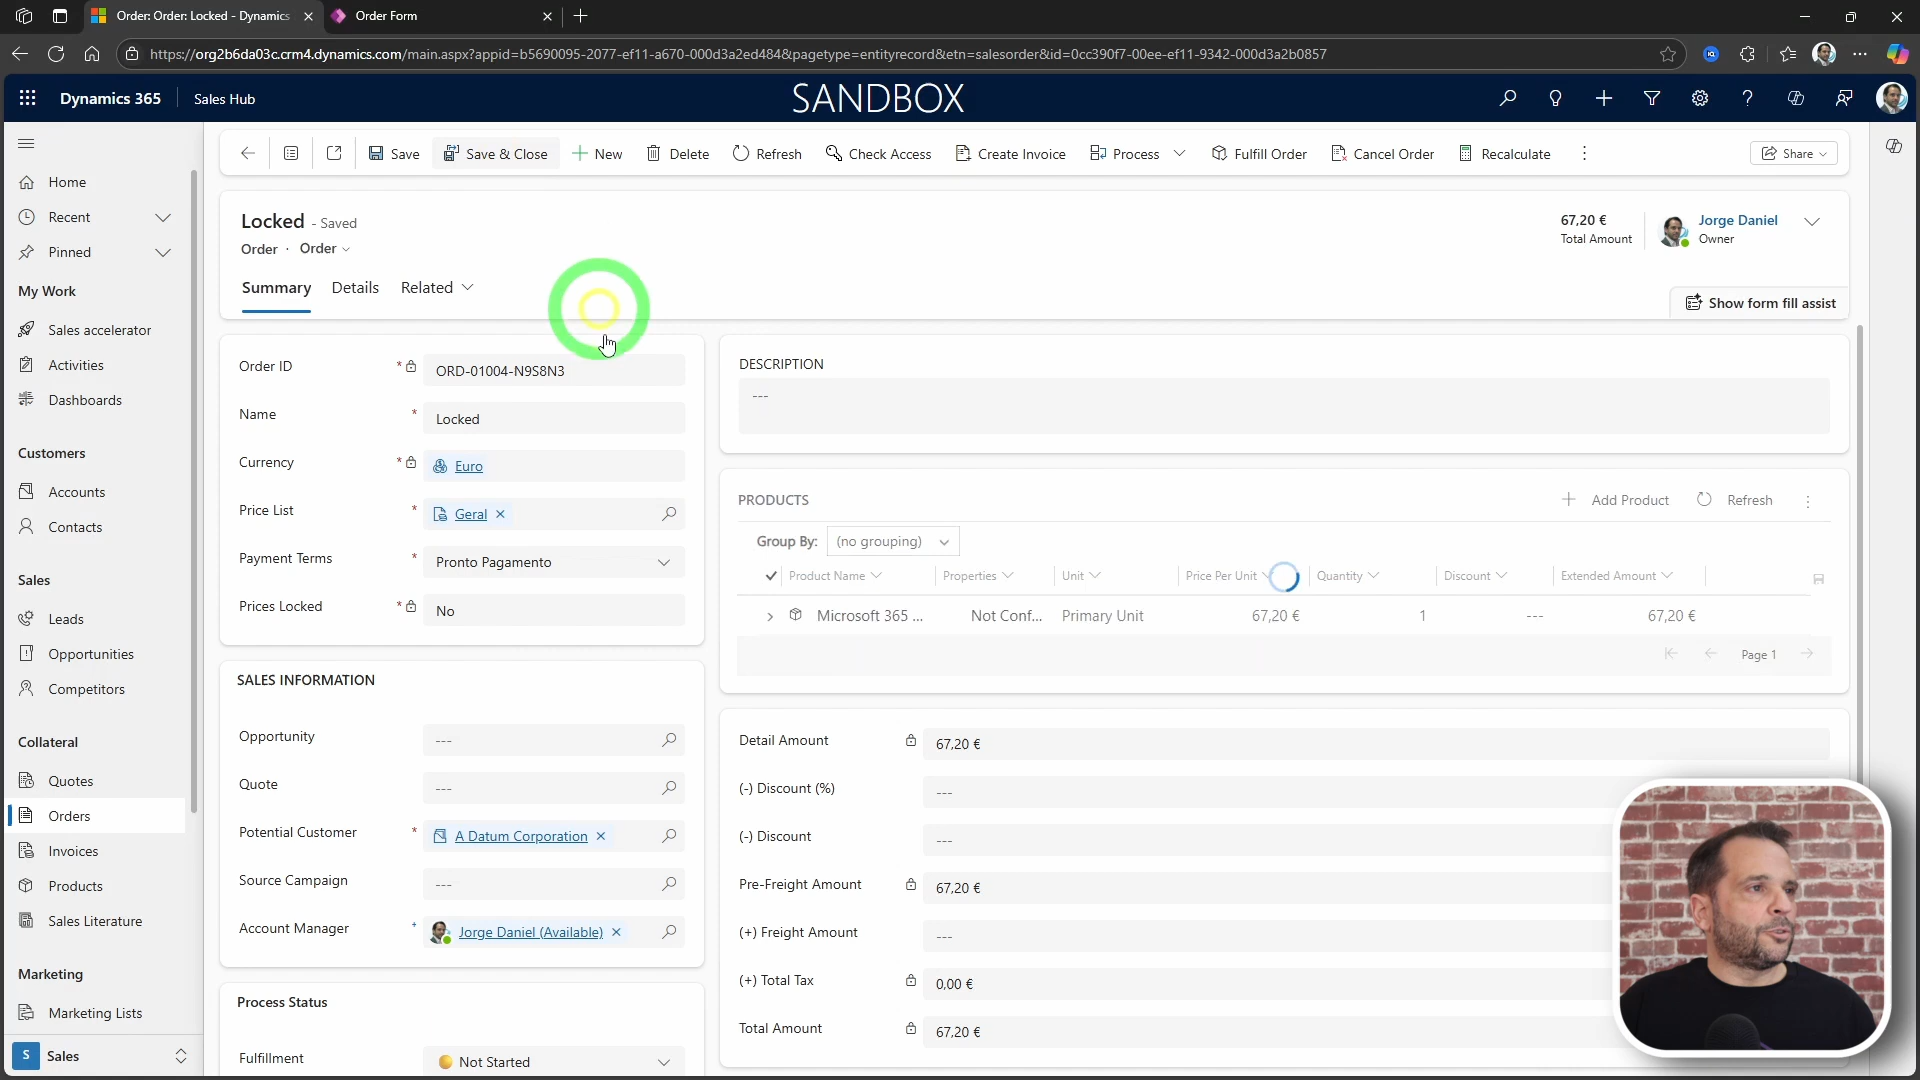 Order: Order: Locked - Dynamics
Order Form
https://org2b6da03c.crm4.dynamics.com/main.aspx?appid=b5690095-2077-ef11-a670-000d3a2ed484&pagetype=entityrecord&etn=salesorder&id=0cc390f7-00ee-ef11-9342-000d3a2b0857
Dynamics 365
Sales Hub
SANDBOX
Save
Save & Close
New
Delete
Refresh
Check Access
Create Invoice
Process
Fulfill Order
Cancel Order
Recalculate
Share
Home
Recent
Pinned
My Work
Sales accelerator
Activities
Dashboards
Customers
Accounts
Contacts
Sales
Leads
Opportunities
Competitors
Collateral
Quotes
Orders
Invoices
Products
Sales Literature
Marketing
Marketing Lists
S Sales
Locked - Saved
Order · Order
67,20 €
Total Amount
Jorge Daniel
Owner
Summary
Details
Related
Show form fill assist
Order ID * ORD-01004-N9S8N3
Name * Locked
Currency * Euro
Price List * Geral
Payment Terms * Pronto Pagamento
Prices Locked * No
SALES INFORMATION
Opportunity ---
Quote ---
Potential Customer * A Datum Corporation
Source Campaign ---
Account Manager + Jorge Daniel (Available)
Process Status
Fulfillment Not Started
DESCRIPTION
---
PRODUCTS
Add Product
Refresh
Group By: (no grouping)
Product Name
Properties
Unit
Price Per Unit
Quantity
Discount
Extended Amount
Microsoft 365 ...
Not Conf...
Primary Unit
67,20 €
1
---
67,20 €
Page 1
Detail Amount 67,20 €
(-) Discount (%) ---
(-) Discount ---
Pre-Freight Amount 67,20 €
(+) Freight Amount ---
(+) Total Tax 0,00 €
Total Amount 67,20 €